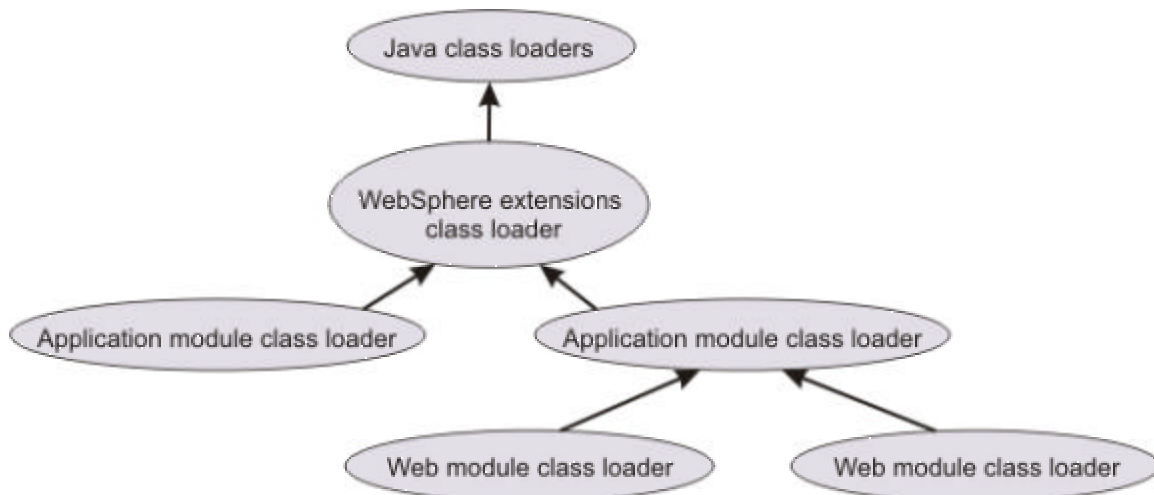 Java class loaders
WebSphere extensions
class loader
Application module class loader
Application module class loader
Web module class loader
Web module class loader